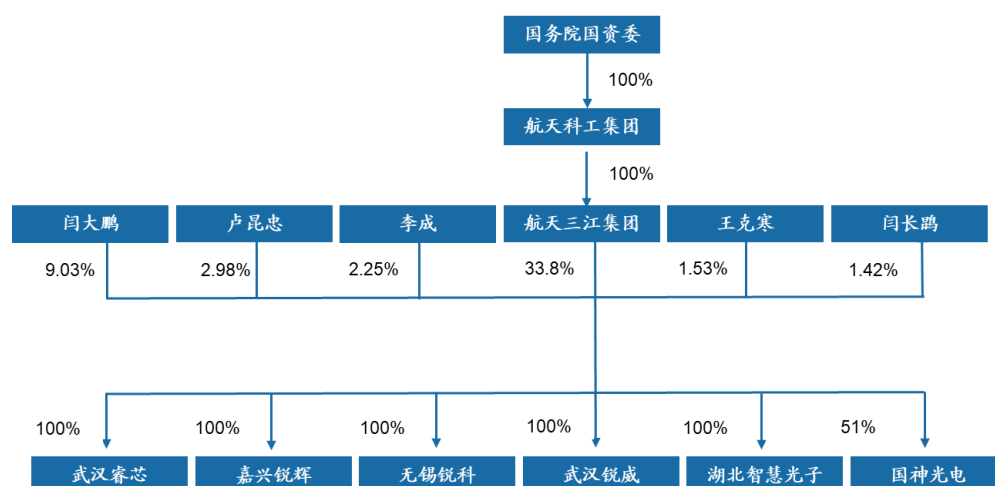 国务院国资委
100%
航天科工集团
100%
闫大鹏
卢昆忠
李成
航天三江集团
王克寒
闫长鹍
9.03%
2.98%
2.25%
33.8%
1.53%
1.42%
100%
100%
100%
100%
100%
51%
武汉睿芯
嘉兴锐辉
无锡锐科
武汉锐威
湖北智慧光子
国神光电